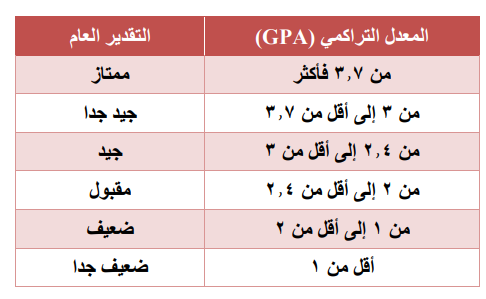 المعدل التراكمي (GPA) التقدير العام
من ٣,٧ فأكثر ممتاز
من ٣ إلى أقل من ٣,٧ جيد جدا
من ٢,٤ إلى أقل من ٣ جيد
من ٢ إلى أقل من ٢,٤ مقبول
من ١ إلى أقل من ٢ ضعيف
أقل من ١ ضعيف جدا